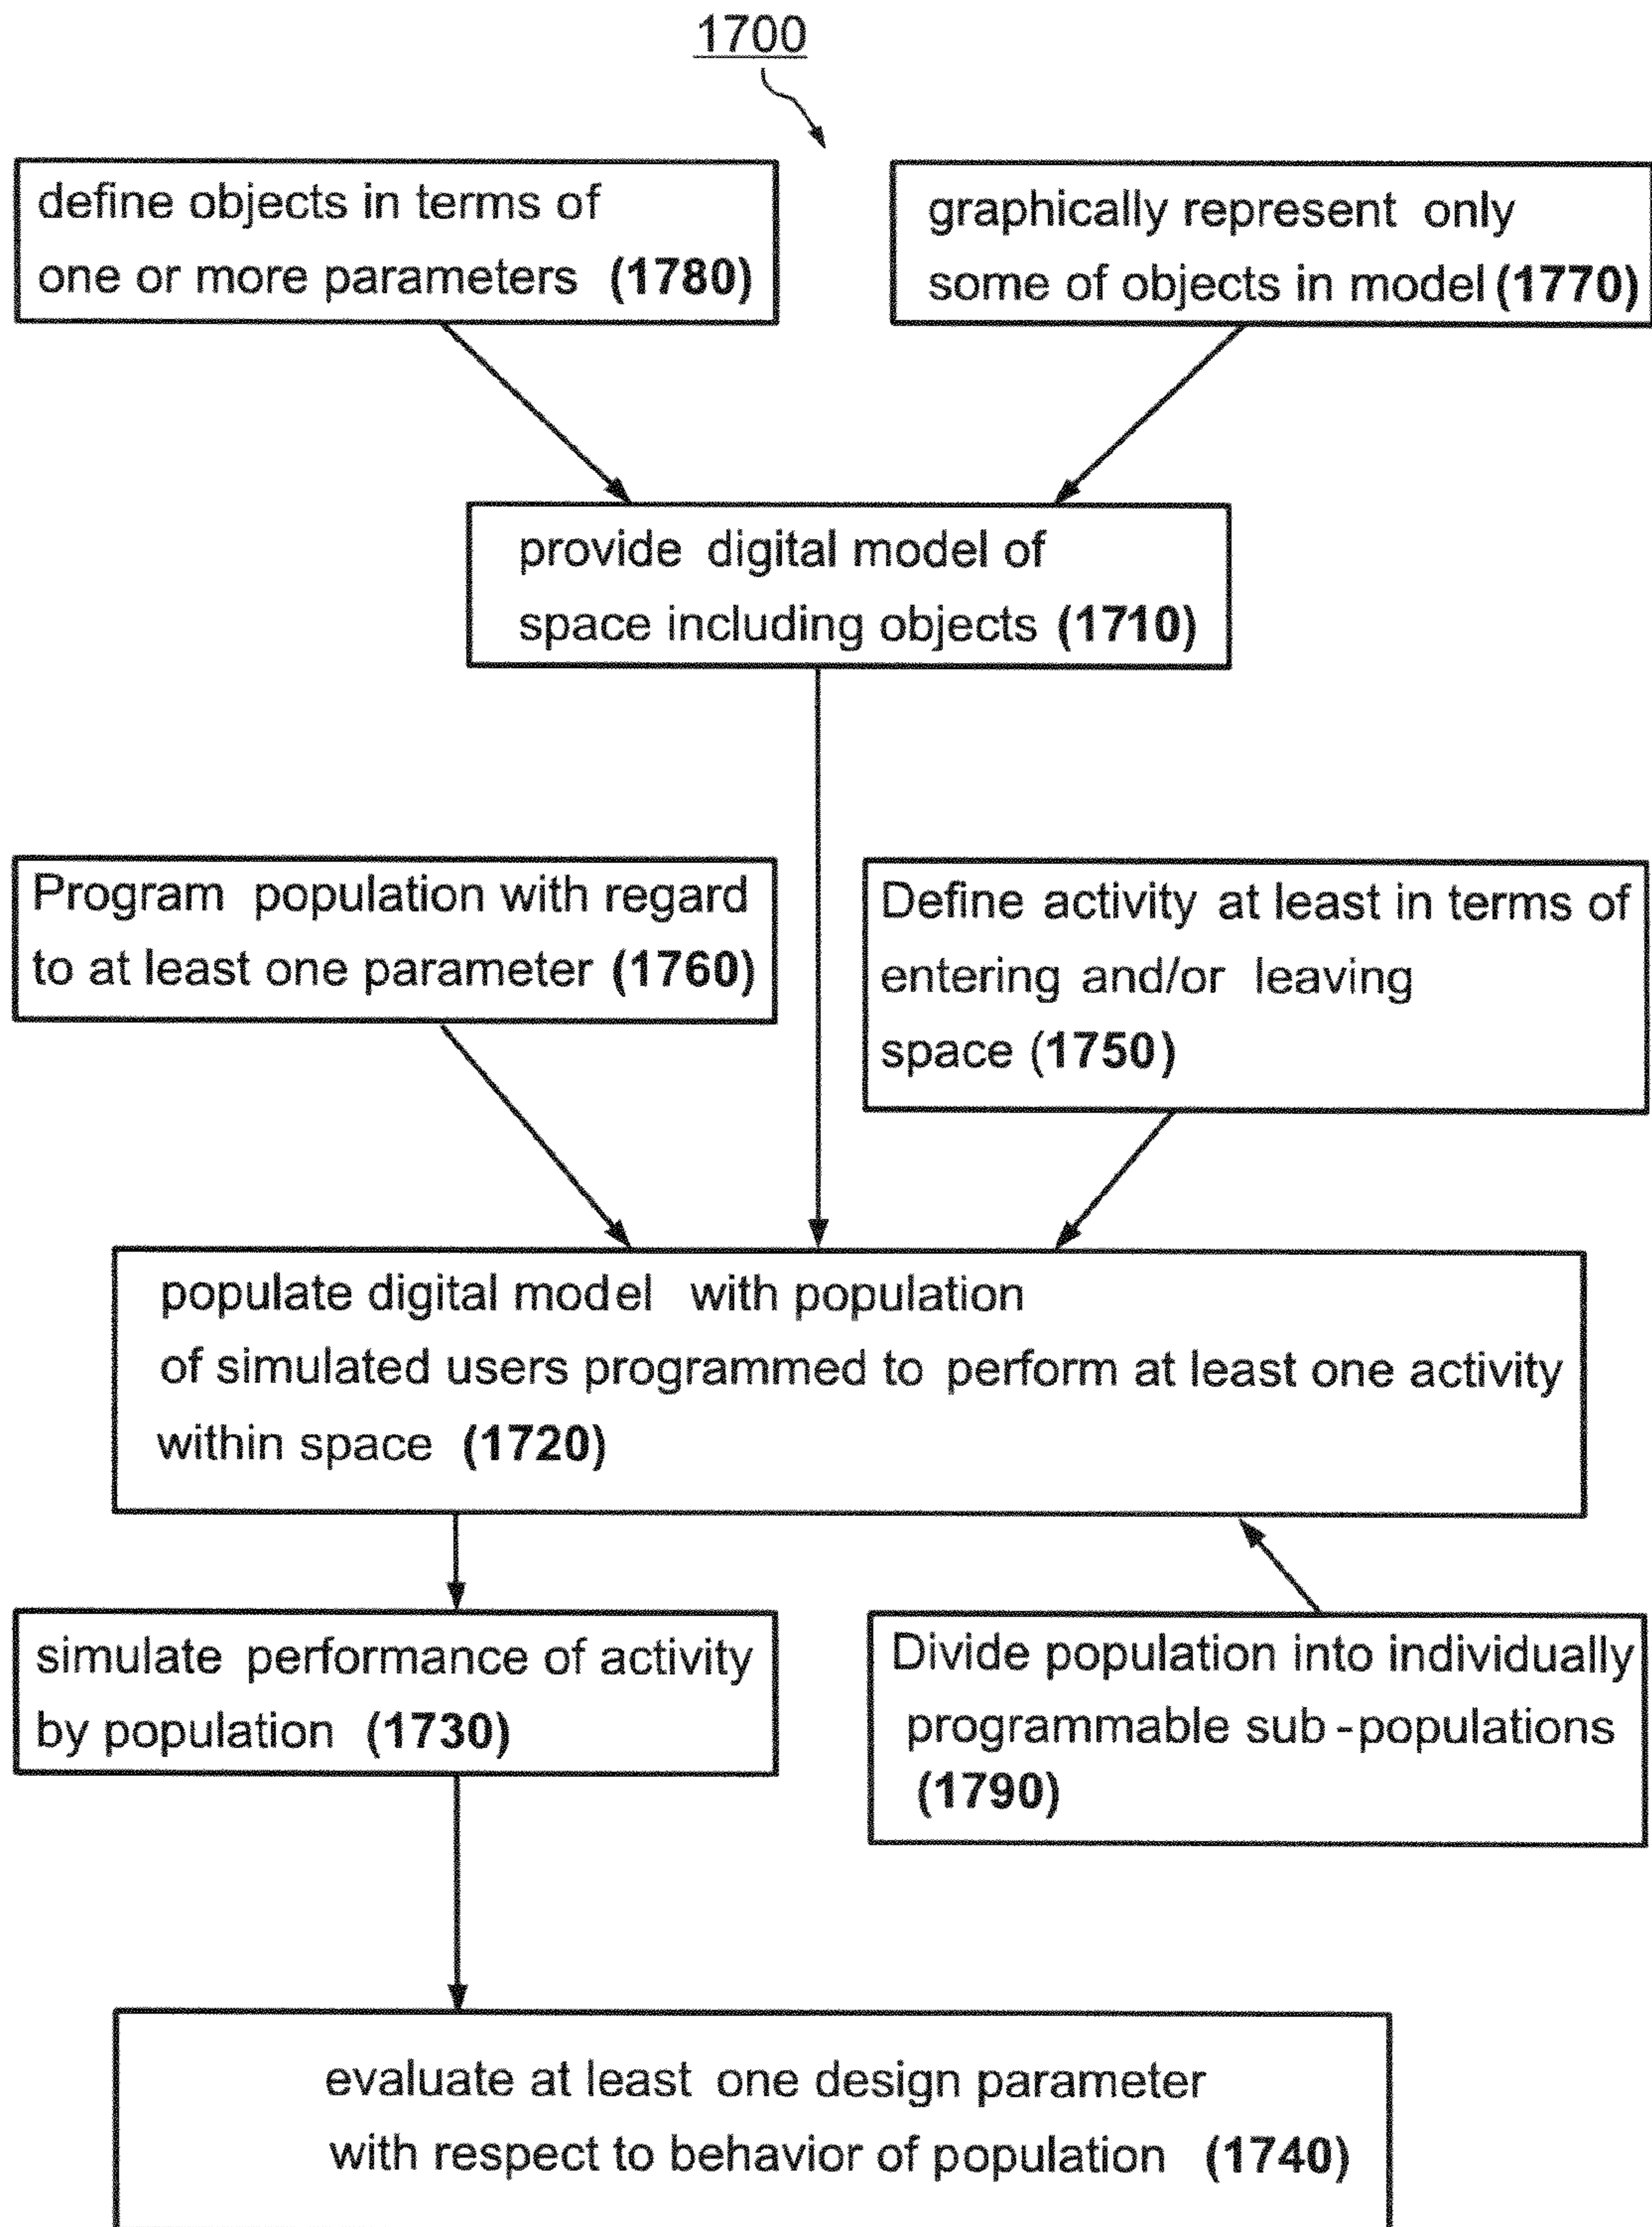 1700
define objects in terms of
one or more parameters (1780)
graphically represent only
some of objects in model (1770)
provide digital model of
space including objects (1710)
Program population with regard
to at least one parameter (1760)
Define activity at least in terms of
entering and/or leaving
space (1750)
populate digital model with population
of simulated users programmed to perform at least one activity
within space (1720)
simulate performance of activity
by population (1730)
Divide population into individually
programmable sub-populations
(1790)
evaluate at least one design parameter
with respect to behavior of population (1740)